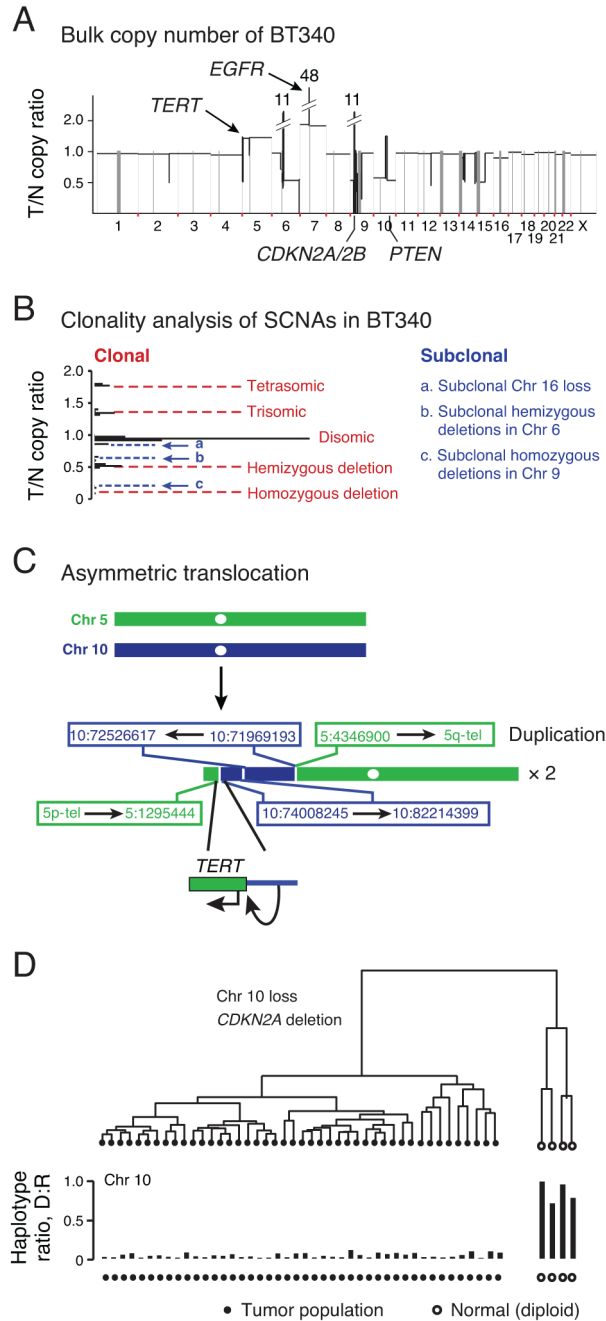 A
Bulk copy number of BT340
EGFR
48
TERT
11
11
T/N copy ratio
2.0
1.0
0.5
1 2 3 4 5 6 7 8 9 10 11 12 13 14 15 16 18 20 22 X
17 19 21
CDKN2A/2B
PTEN
B
Clonality analysis of SCNAs in BT340
Clonal
Subclonal
T/N copy ratio
2.0
1.5
1.0
0.5
0
Tetrasomic
Trisomic
Disomic
a
b
Hemizygous deletion
c
Homozygous deletion
a. Subclonal Chr 16 loss
b. Subclonal hemizygous
deletions in Chr 6
c. Subclonal homozygous
deletions in Chr 9
C
Asymmetric translocation
Chr 5
Chr 10
10:72526617 10:71969193
5:4346900 5q-tel
Duplication
× 2
5p-tel 5:1295444
10:74008245 10:82214399
TERT
D
Chr 10 loss
CDKN2A deletion
Haplotype
ratio, D:R
1.0
0.5
0
Chr 10
Tumor population
Normal (diploid)